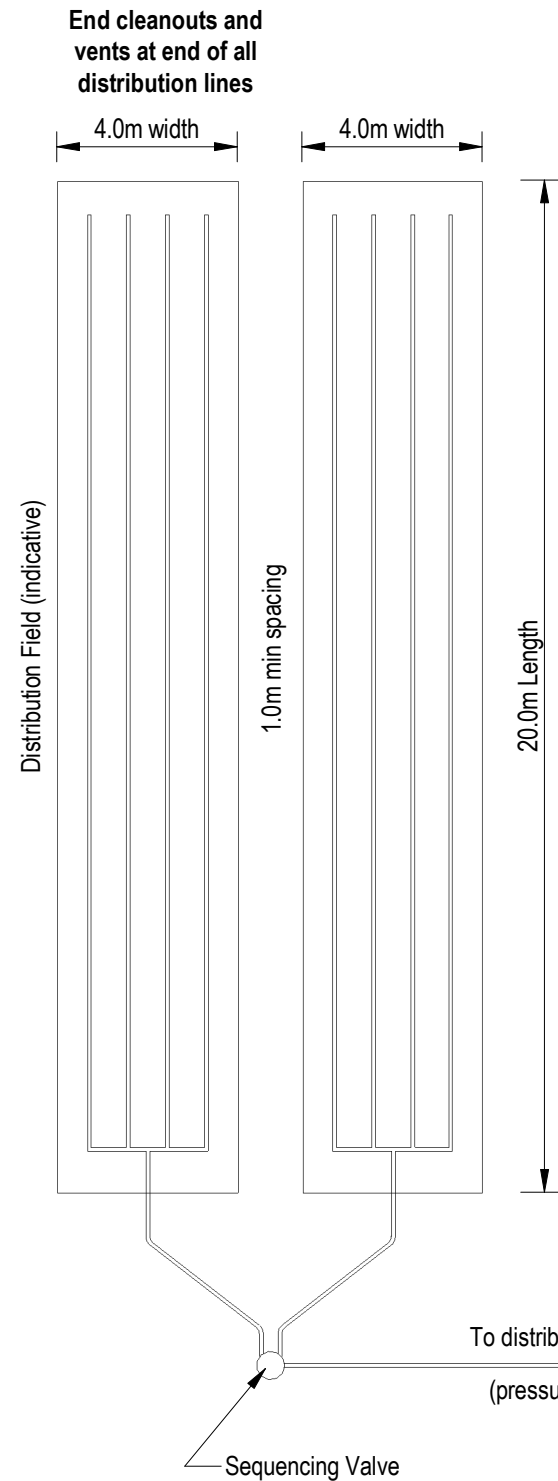 End cleanouts and
vents at end of all
distribution lines
4.0m width
4.0m width
Distribution Field (indicative)
1.0m min spacing
20.0m Length
To distrib
(pressu
Sequencing Valve